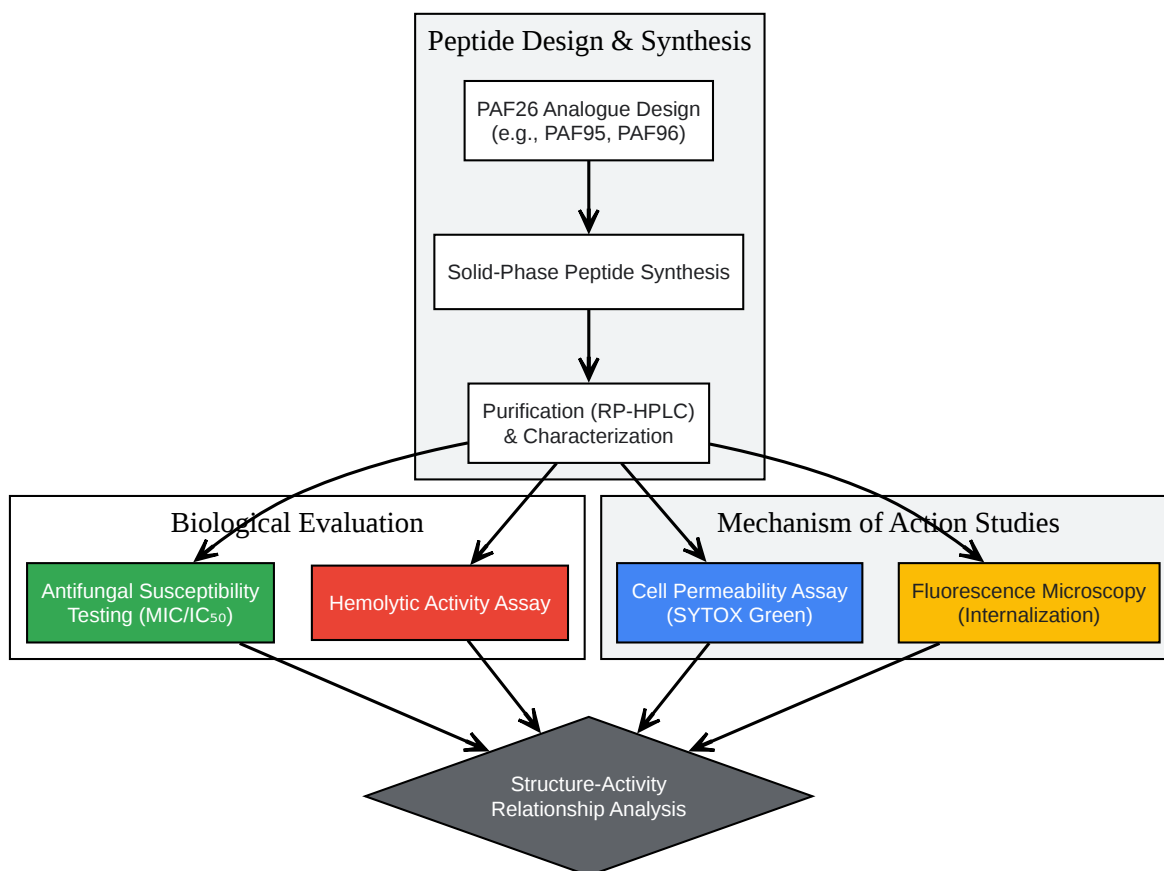 Peptide Design & Synthesis
PAF26 Analogue Design
(e.g., PAF95, PAF96)
Solid-Phase Peptide Synthesis
Purification (RP-HPLC)
& Characterization
Biological Evaluation
Mechanism of Action Studies
Antifungal Susceptibility
Testing (MIC/IC₅₀)
Hemolytic Activity Assay
Cell Permeability Assay
(SYTOX Green)
Fluorescence Microscopy
(Internalization)
Structure-Activity
Relationship Analysis